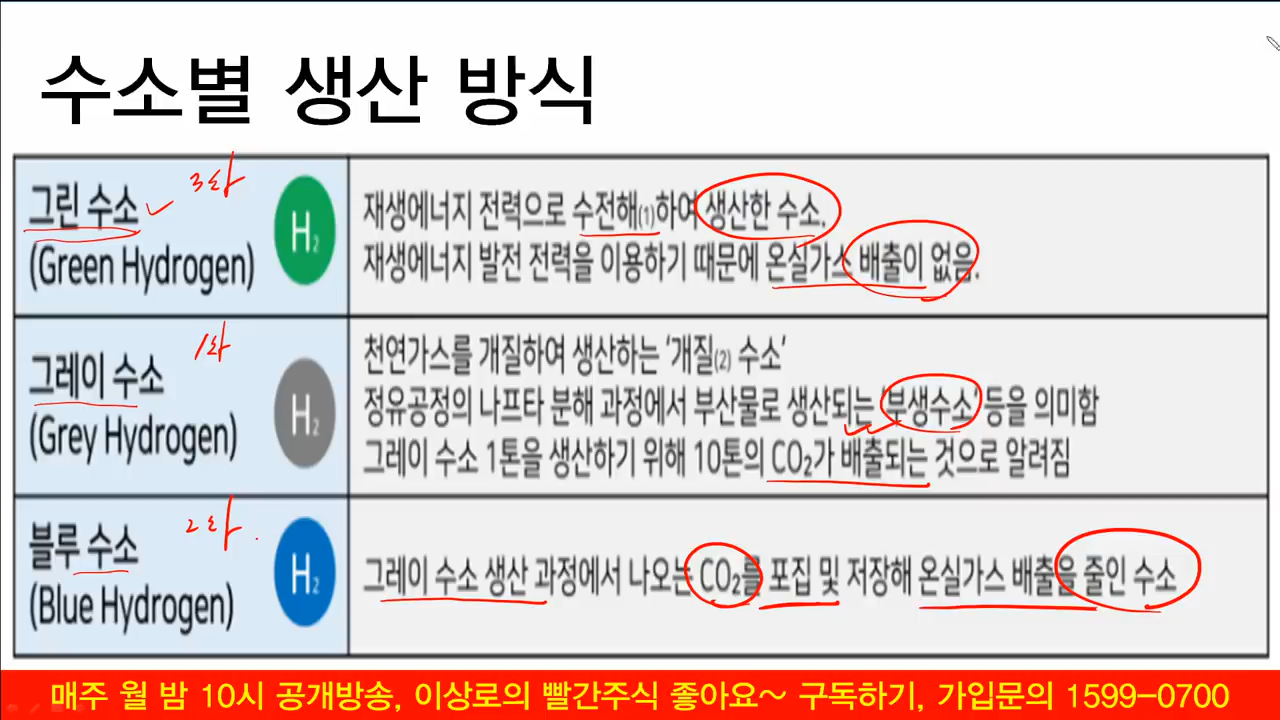 수소별 생산 방식
그린 수소
(Green Hydrogen)
3차
H₂
재생에너지 전력으로 수전해(1)하여 생산한 수소.
재생에너지 발전 전력을 이용하기 때문에 온실가스 배출이 없음.
그레이 수소
(Grey Hydrogen)
1차
H₂
천연가스를 개질하여 생산하는 '개질(2) 수소'
정유공정의 나프타 분해 과정에서 부산물로 생산되는 '부생수소' 등을 의미함
그레이 수소 1톤을 생산하기 위해 10톤의 CO₂가 배출되는 것으로 알려짐
블루 수소
(Blue Hydrogen)
2차
H₂
그레이 수소 생산 과정에서 나오는 CO₂를 포집 및 저장해 온실가스 배출을 줄인 수소
매주 월 밤 10시 공개방송, 이상로의 빨간주식 좋아요~ 구독하기, 가입문의 1599-0700